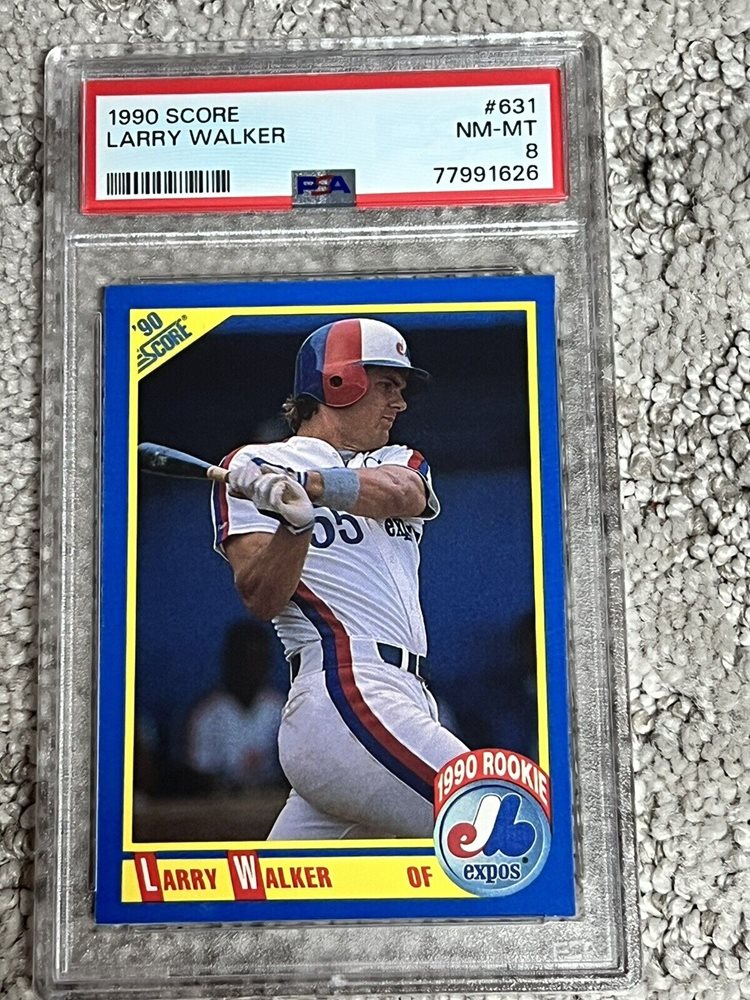 1990 SCORE #631
LARRY WALKER NM-MT
8
77991626
PSA
'90
SCORE®
55 expos
1990 ROOKIE
expos
LARRY WALKER OF